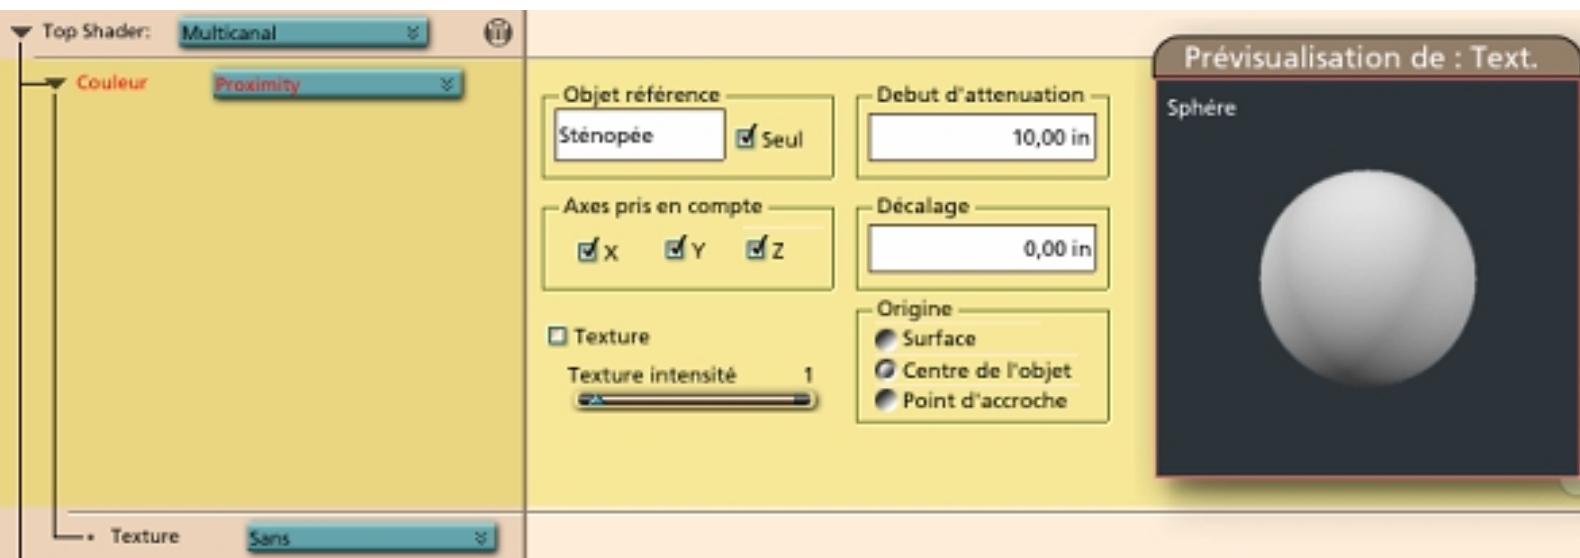 Top Shader: Multicanal
Couleur Proximity
Objet référence
Sténopée Seul
Debut d'attenuation
10,00 in
Axes pris en compte
X Y Z
Décalage
0,00 in
Texture
Texture intensité 1
Origine
Surface
Centre de l'objet
Point d'accroche
Prévisualisation de : Text.
Sphére
Texture Sans